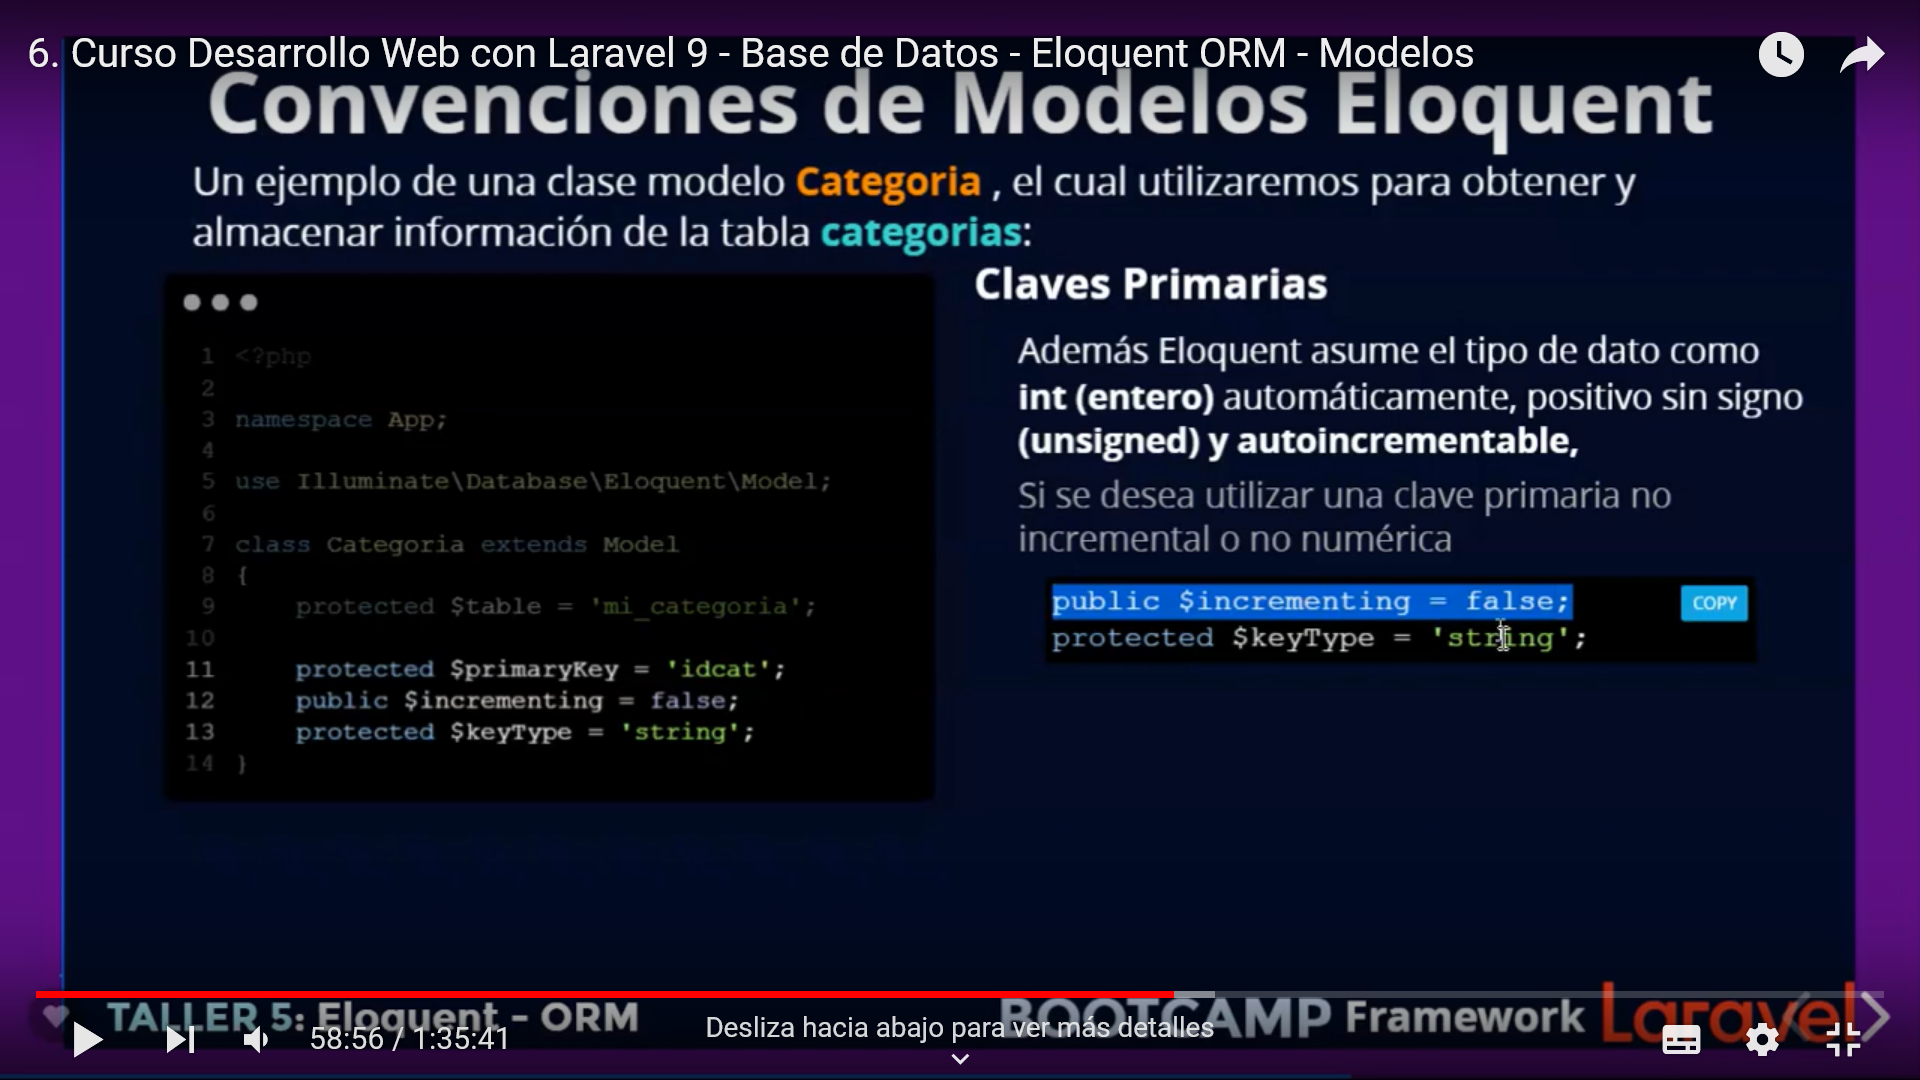 6. Curso Desarrollo Web con Laravel 9 - Base de Datos - Eloquent ORM - Modelos
Convenciones de Modelos Eloquent
Un ejemplo de una clase modelo Categoria , el cual utilizaremos para obtener y
almacenar información de la tabla categorias:
1 <?php
2
3 namespace App;
4
5 use Illuminate\Database\Eloquent\Model;
6
7 class Categoria extends Model
8 {
9 protected $table = 'mi_categoria';
10
11 protected $primaryKey = 'idcat';
12 public $incrementing = false;
13 protected $keyType = 'string';
14 }
Claves Primarias
Además Eloquent asume el tipo de dato como
int (entero) automáticamente, positivo sin signo
(unsigned) y autoincrementable,
Si se desea utilizar una clave primaria no
incremental o no numérica
public $incrementing = false;
COPY
protected $keyType = 'string';
TALLER 5: Eloquent - ORM
BOOTCAMP Framework Laravel
58:56 / 1:35:41
Desliza hacia abajo para ver más detalles